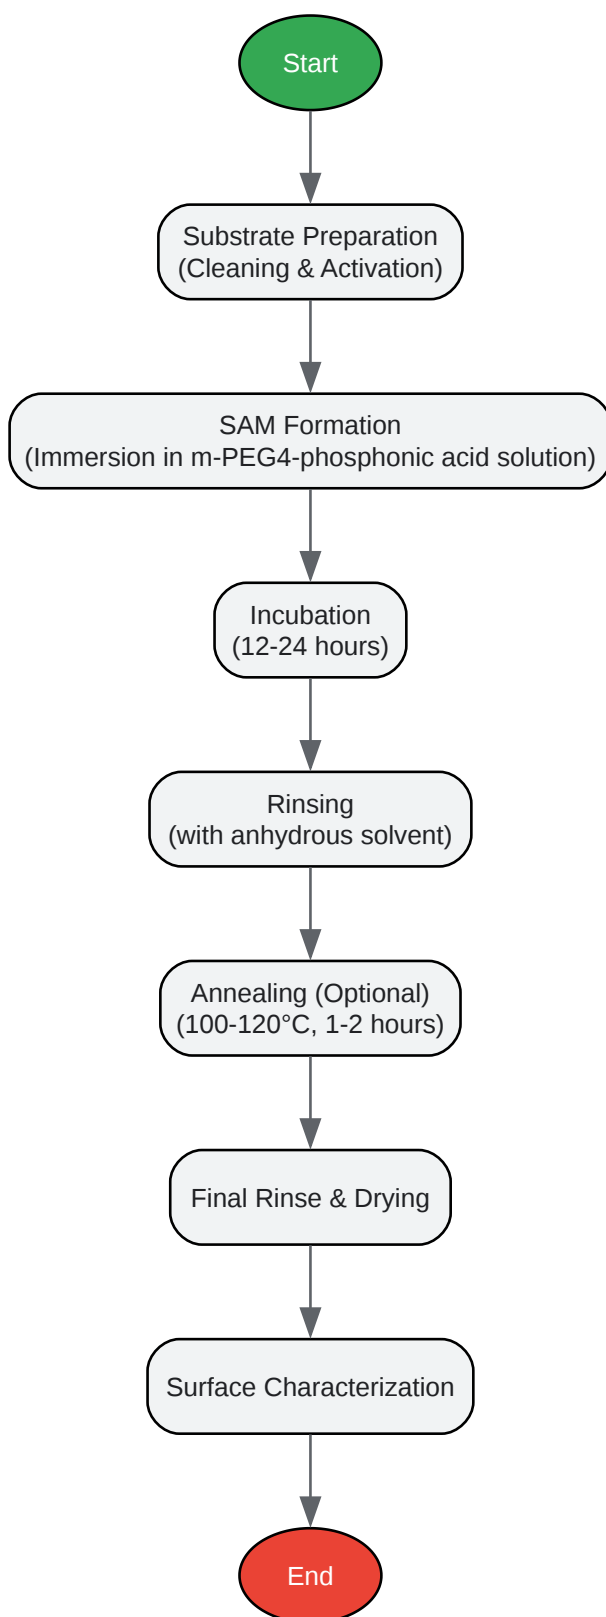 Start
Substrate Preparation
(Cleaning & Activation)
SAM Formation
(Immersion in m-PEG4-phosphonic acid solution)
Incubation
(12-24 hours)
Rinsing
(with anhydrous solvent)
Annealing (Optional)
(100-120°C, 1-2 hours)
Final Rinse & Drying
Surface Characterization
End